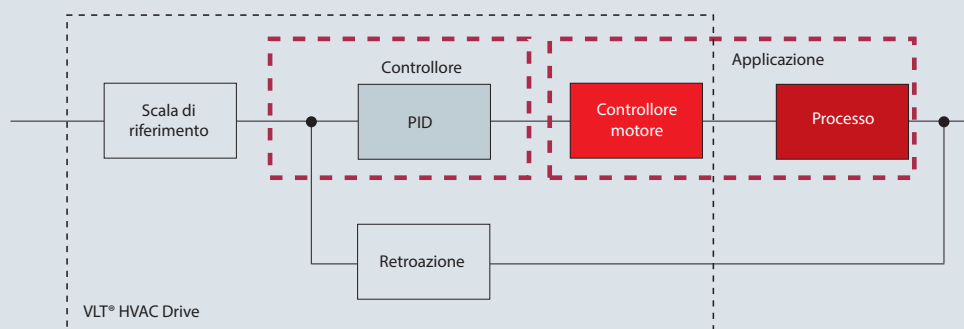 Controllore
Applicazione
Scala di
riferimento
PID
Controllore
motore
Processo
Retroazione
VLT® HVAC Drive